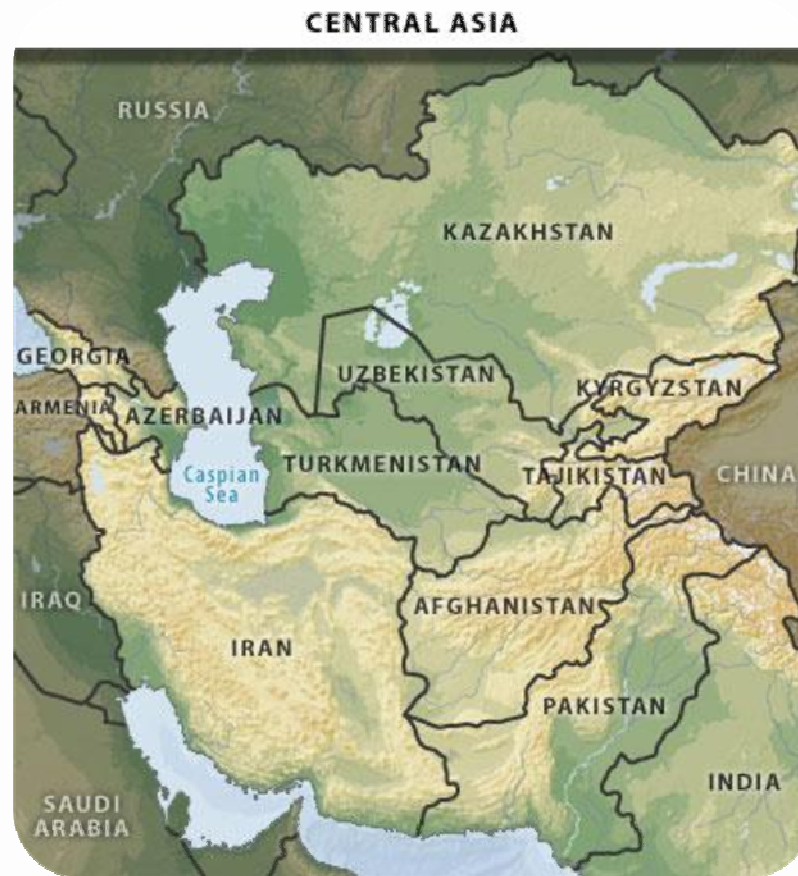 CENTRAL ASIA
RUSSIA
KAZAKHSTAN
GEORGIA
UZBEKISTAN
KYRGYZSTAN
ARMENIA
AZERBAIJAN
TURKMENISTAN
TAJIKISTAN
CHINA
Caspian
Sea
IRAQ
AFGHANISTAN
IRAN
PAKISTAN
INDIA
SAUDI
ARABIA